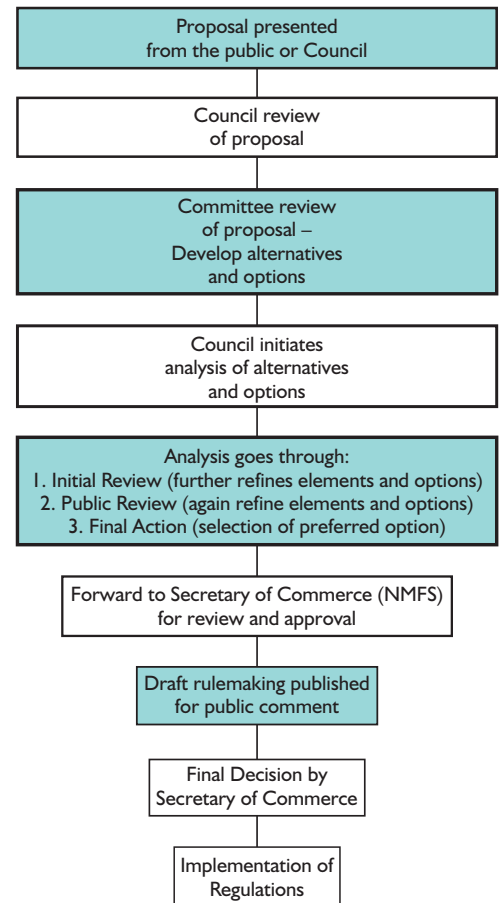 Proposal presented
from the public or Council
Council review
of proposal
Committee review
of proposal –
Develop alternatives
and options
Council initiates
analysis of alternatives
and options
Analysis goes through:
1. Initial Review (further refines elements and options)
2. Public Review (again refine elements and options)
3. Final Action (selection of preferred option)
Forward to Secretary of Commerce (NMFS)
for review and approval
Draft rulemaking published
for public comment
Final Decision by
Secretary of Commerce
Implementation of
Regulations